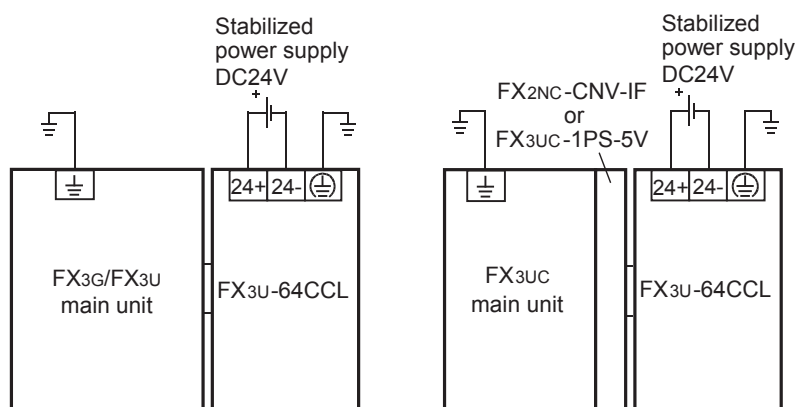 Stabilized
power supply
DC24V
+
24+ 24-
FX3G/FX3U
main unit
FX3U-64CCL
Stabilized
power supply
DC24V
+
FX2NC-CNV-IF
or
FX3UC-1PS-5V
24+ 24-
FX3UC
main unit
FX3U-64CCL